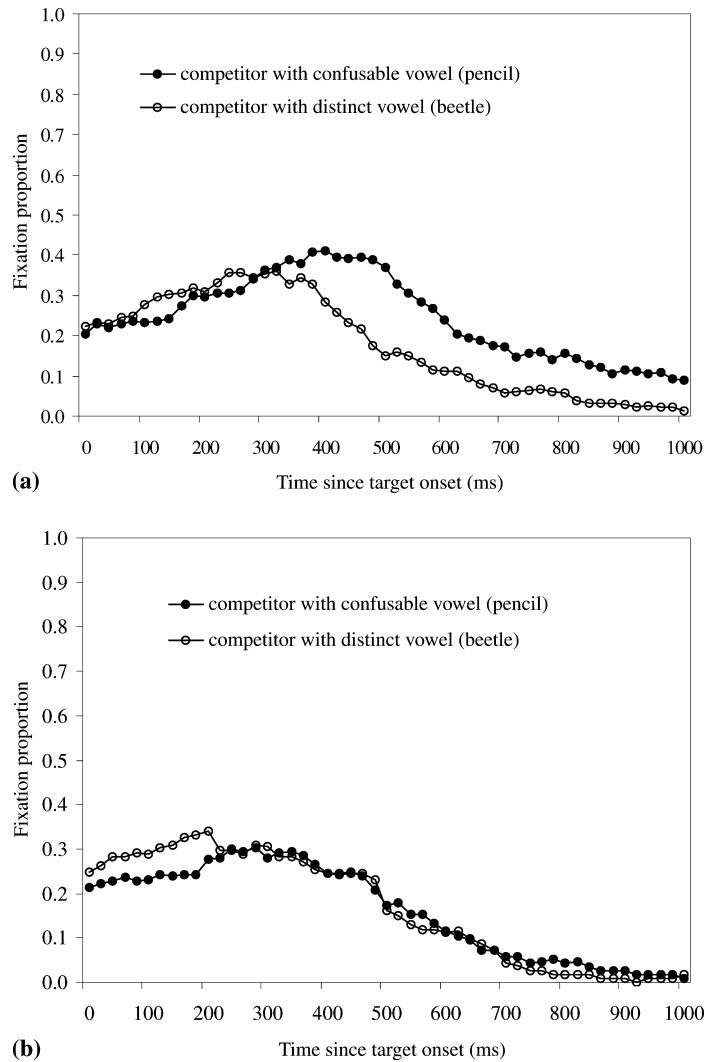 1.0
0.9
0.8
0.7
0.6
0.5
0.4
0.3
0.2
0.1
0.0
Fixation proportion
competitor with confusable vowel (pencil)
competitor with distinct vowel (beetle)
0 100 200 300 400 500 600 700 800 900 1000
(a) Time since target onset (ms)
1.0
0.9
0.8
0.7
0.6
0.5
0.4
0.3
0.2
0.1
0.0
Fixation proportion
competitor with confusable vowel (pencil)
competitor with distinct vowel (beetle)
0 100 200 300 400 500 600 700 800 900 1000
(b) Time since target onset (ms)